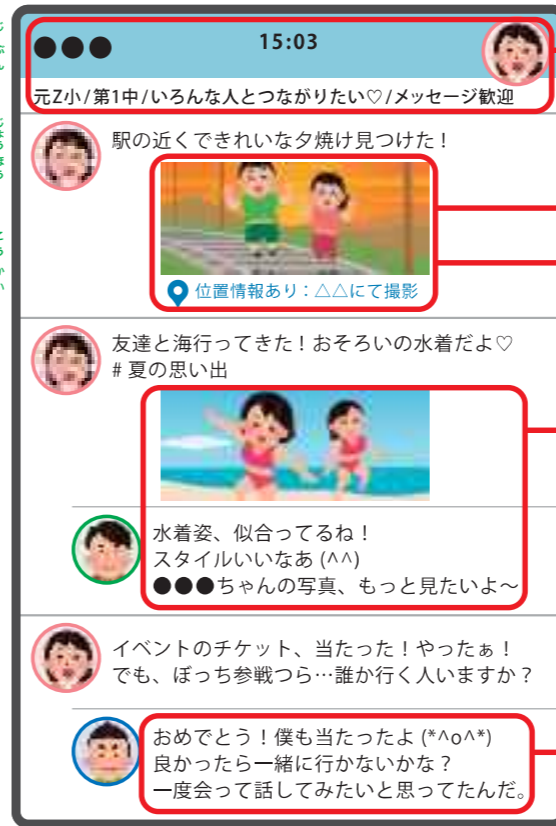 ●●● 15:03
元Z小/第1中/いろんな人とつながりたい♡/メッセージ歓迎
駅の近くできれいな夕焼け見つけた！
位置情報あり：△△にて撮影
友達と海行ってきた！おそろいの水着だよ♡
#夏の思い出
水着姿、似合ってるね！
スタイルいいなあ(^^)
●●●ちゃんの写真、もっと見たいよ～
イベントのチケット、当たった！やったぁ！
でも、ぼっち参戦つら…誰か行く人いますか？
おめでとう！僕も当たったよ(*^o^*)
良かったら一緒に行かないかな？
一度会って話してみたいと思ってたんだ。